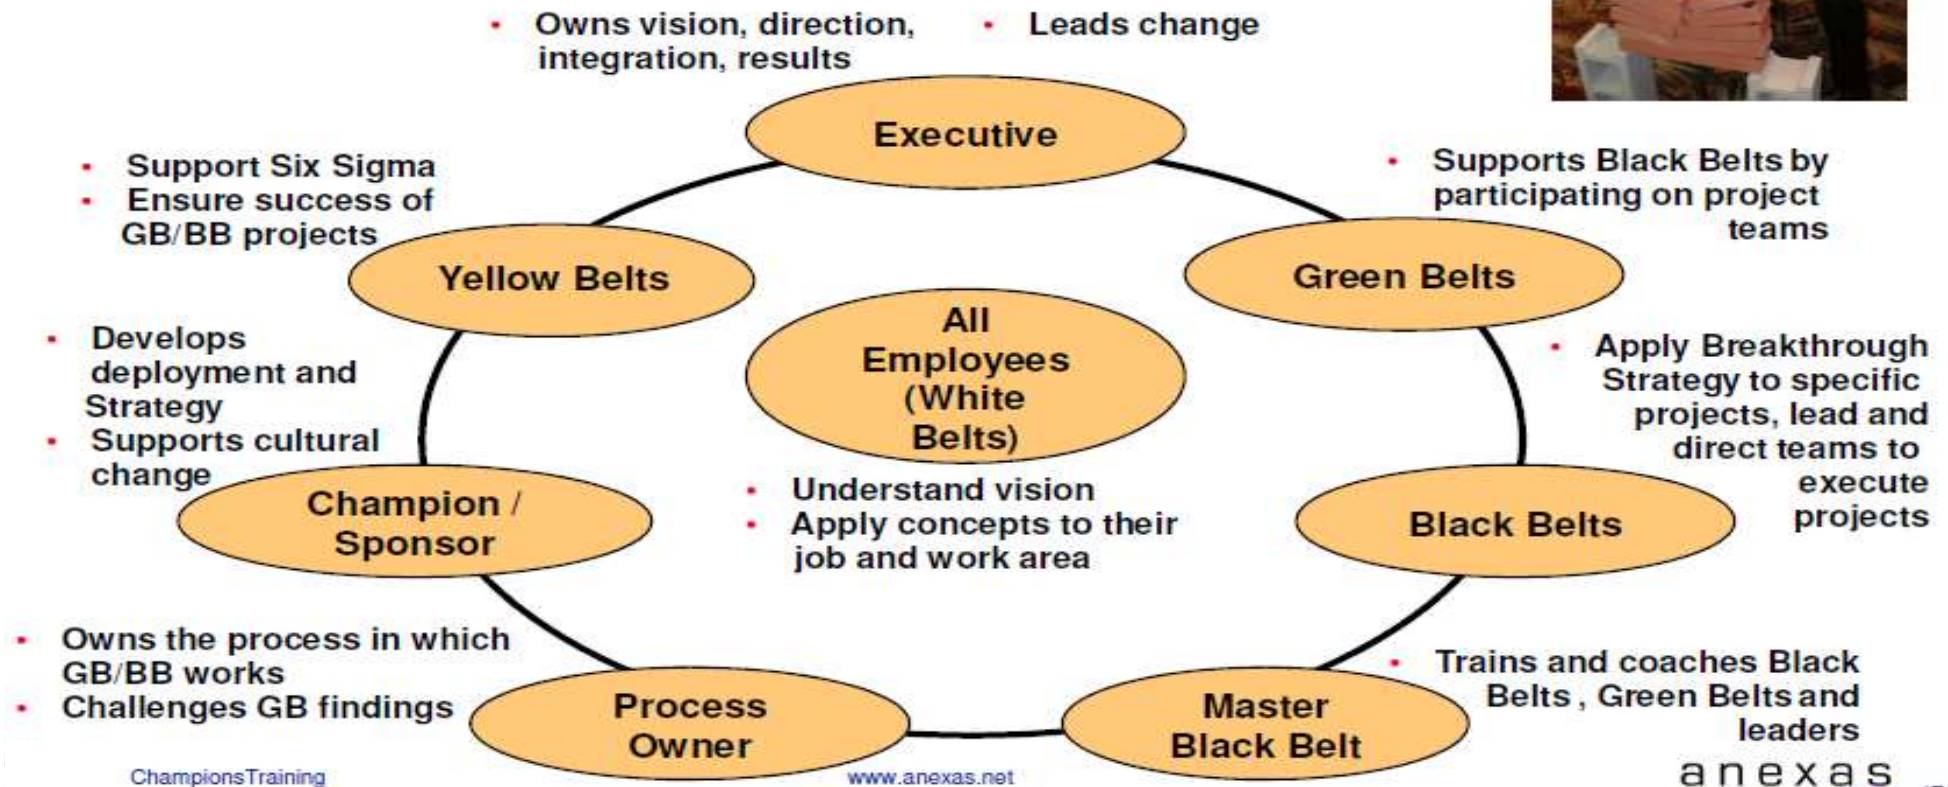 • Owns vision, direction,
integration, results
• Leads change
Executive
• Support Six Sigma
• Ensure success of
GB/BB projects
Yellow Belts
• Supports Black Belts by
participating on project
teams
Green Belts
All
Employees
(White
Belts)
• Understand vision
• Apply concepts to their
job and work area
• Develops
deployment and
Strategy
• Supports cultural
change
Champion /
Sponsor
• Apply Breakthrough
Strategy to specific
projects, lead and
direct teams to
execute
projects
Black Belts
• Owns the process in which
GB/BB works
• Challenges GB findings
Process
Owner
Master
Black Belt
• Trains and coaches Black
Belts , Green Belts and
leaders
ChampionsTraining
www.anexas.net
anexas